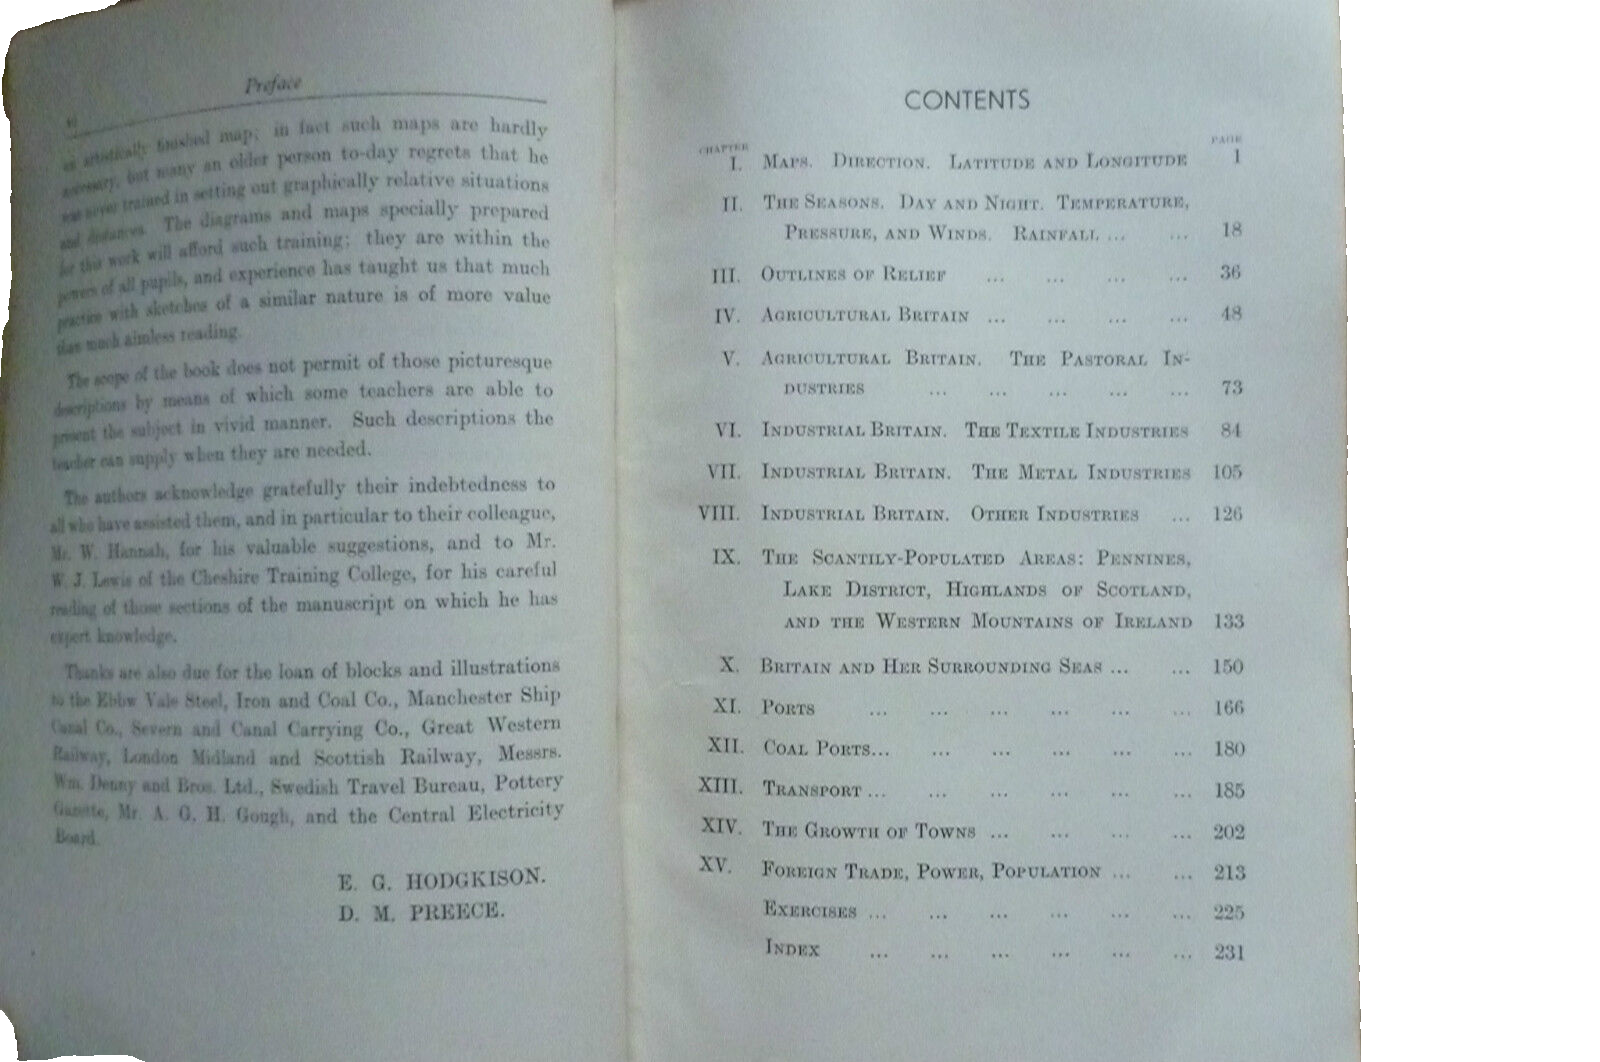 Preface
an artistically finished map; in fact such maps are hardly
necessary, but many an older person to-day regrets that he
was never trained in setting out graphically relative situations
and distances. The diagrams and maps specially prepared
for this work will afford such training; they are within the
powers of all pupils, and experience has taught us that much
practice with sketches of a similar nature is of more value
than much aimless reading.
The scope of the book does not permit of those picturesque
descriptions by means of which some teachers are able to
present the subject in vivid manner. Such descriptions the
teacher can supply when they are needed.
The authors acknowledge gratefully their indebtedness to
all who have assisted them, and in particular to their colleague,
Mr. W. Hannah, for his valuable suggestions, and to Mr.
W. J. Lewis of the Cheshire Training College, for his careful
reading of those sections of the manuscript on which he has
expert knowledge.
Thanks are also due for the loan of blocks and illustrations
to the Ebbw Vale Steel, Iron and Coal Co., Manchester Ship
Canal Co., Severn and Canal Carrying Co., Great Western
Railway, London Midland and Scottish Railway, Messrs.
Wm. Denny and Bros. Ltd., Swedish Travel Bureau, Pottery
Gazette, Mr. A. G. H. Gough, and the Central Electricity
Board.
E. G. HODGKISON.
D. M. PREECE.
CONTENTS
CHAPTER PAGE
I. MAPS. DIRECTION. LATITUDE AND LONGITUDE 1
II. THE SEASONS. DAY AND NIGHT. TEMPERATURE,
PRESSURE, AND WINDS. RAINFALL ... ... 18
III. OUTLINES OF RELIEF ... ... ... ... 36
IV. AGRICULTURAL BRITAIN ... ... ... ... 48
V. AGRICULTURAL BRITAIN. THE PASTORAL IN-
DUSTRIES ... ... ... ... ... 73
VI. INDUSTRIAL BRITAIN. THE TEXTILE INDUSTRIES 84
VII. INDUSTRIAL BRITAIN. THE METAL INDUSTRIES 105
VIII. INDUSTRIAL BRITAIN. OTHER INDUSTRIES ... 126
IX. THE SCANTILY-POPULATED AREAS: PENNINES,
LAKE DISTRICT, HIGHLANDS OF SCOTLAND,
AND THE WESTERN MOUNTAINS OF IRELAND 133
X. BRITAIN AND HER SURROUNDING SEAS ... ... 150
XI. PORTS ... ... ... ... ... ... 166
XII. COAL PORTS... ... ... ... ... ... 180
XIII. TRANSPORT ... ... ... ... ... ... 185
XIV. THE GROWTH OF TOWNS ... ... ... ... 202
XV. FOREIGN TRADE, POWER, POPULATION ... ... 213
EXERCISES ... ... ... ... ... ... 225
INDEX ... ... ... ... ... ... 231